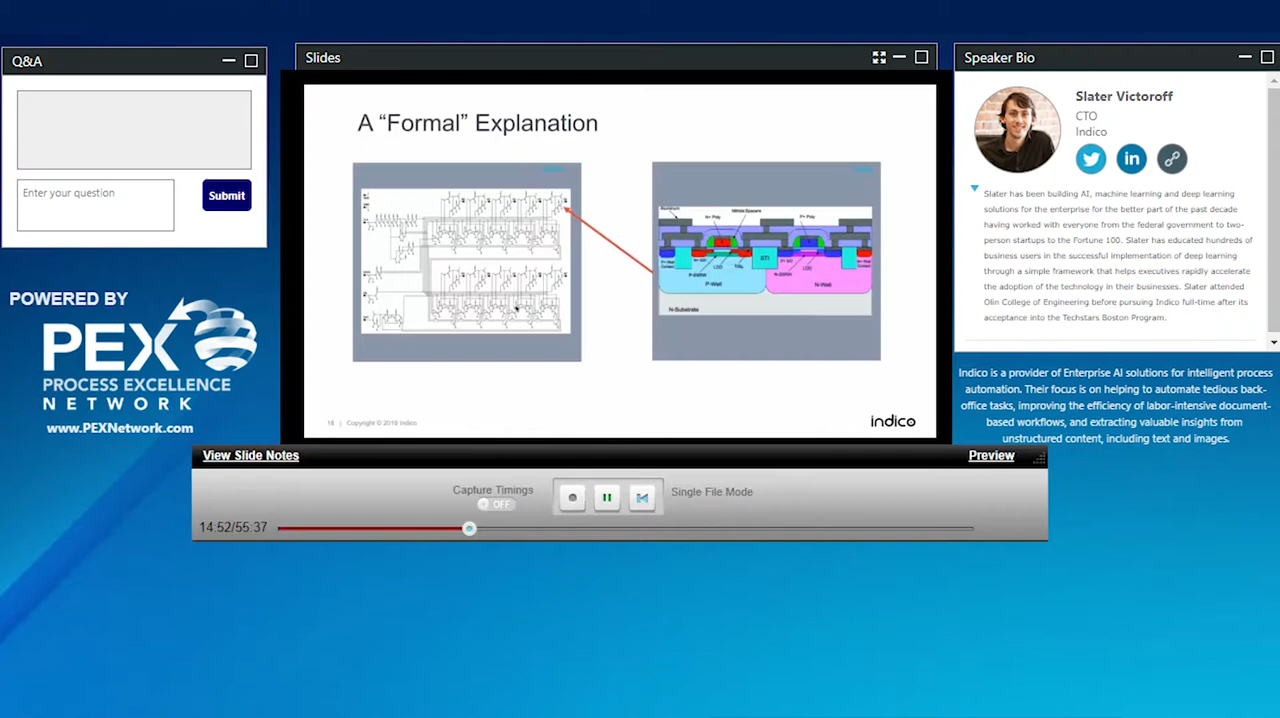 Q&A
Enter your question
Submit
POWERED BY
PEX
PROCESS EXCELLENCE
NETWORK
www.PEXNetwork.com
Slides
A “Formal” Explanation
Aluminum
N+ Poly
Nitride Spacers
P+ Poly
STI
LDD
LDD
P-Well
N-Well
N-Substrate
Indico
View Slide Notes
Preview
Capture Timings
OFF
Single File Mode
14:52/55:37
Speaker Bio
Slater Victoroff
CTO
Indico
Slater has been building AI, machine learning and deep learning
solutions for the enterprise for the better part of the past decade
having worked with everyone from the federal government to two-
person startups to the Fortune 100. Slater has educated hundreds of
business users in the successful implementation of deep learning
through a simple framework that helps executives rapidly accelerate
the adoption of the technology in their businesses. Slater attended
Olin College of Engineering before pursuing Indico full-time after its
acceptance into the Techstars Boston Program.
Indico is a provider of Enterprise AI solutions for intelligent process
automation. Their focus is on helping to automate tedious back-
office tasks, improving the efficiency of labor-intensive document-
based workflows, and extracting valuable insights from
unstructured content, including text and images.